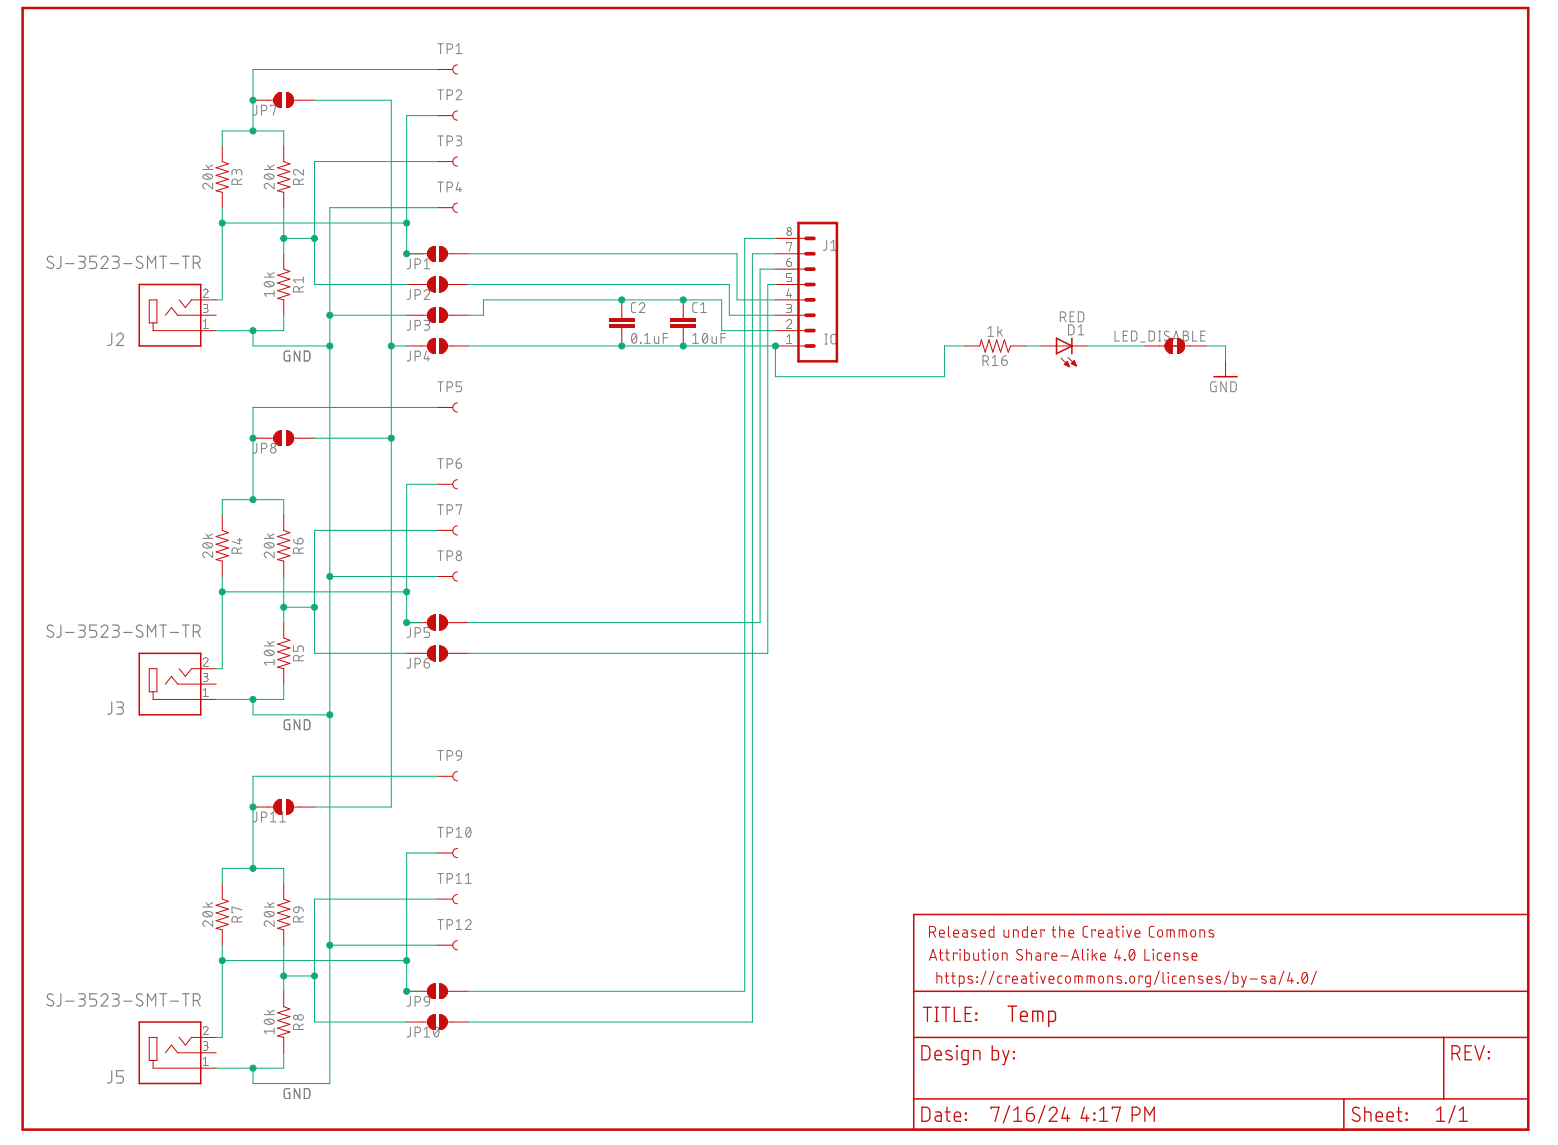 TP1
JP7
TP2
TP3
20k
R3
20k
R2
TP4
SJ-3523-SMT-TR
J2
2
3
1
10k
R1
GND
JP1
JP2
JP3
JP4
C2
0.1uF
C1
10uF
8
7
6
5
4
3
2
1
J1
IO
1k
R16
RED
D1
LED_DISABLE
GND
TP5
JP8
TP6
TP7
20k
R4
20k
R6
TP8
SJ-3523-SMT-TR
J3
2
3
1
10k
R5
GND
JP5
JP6
TP9
JP11
TP10
TP11
20k
R7
20k
R9
TP12
SJ-3523-SMT-TR
J5
2
3
1
10k
R8
GND
JP9
JP10
Released under the Creative Commons
Attribution Share-Alike 4.0 License
https://creativecommons.org/licenses/by-sa/4.0/
TITLE: Temp
Design by:
REV:
Date: 7/16/24 4:17 PM
Sheet: 1/1